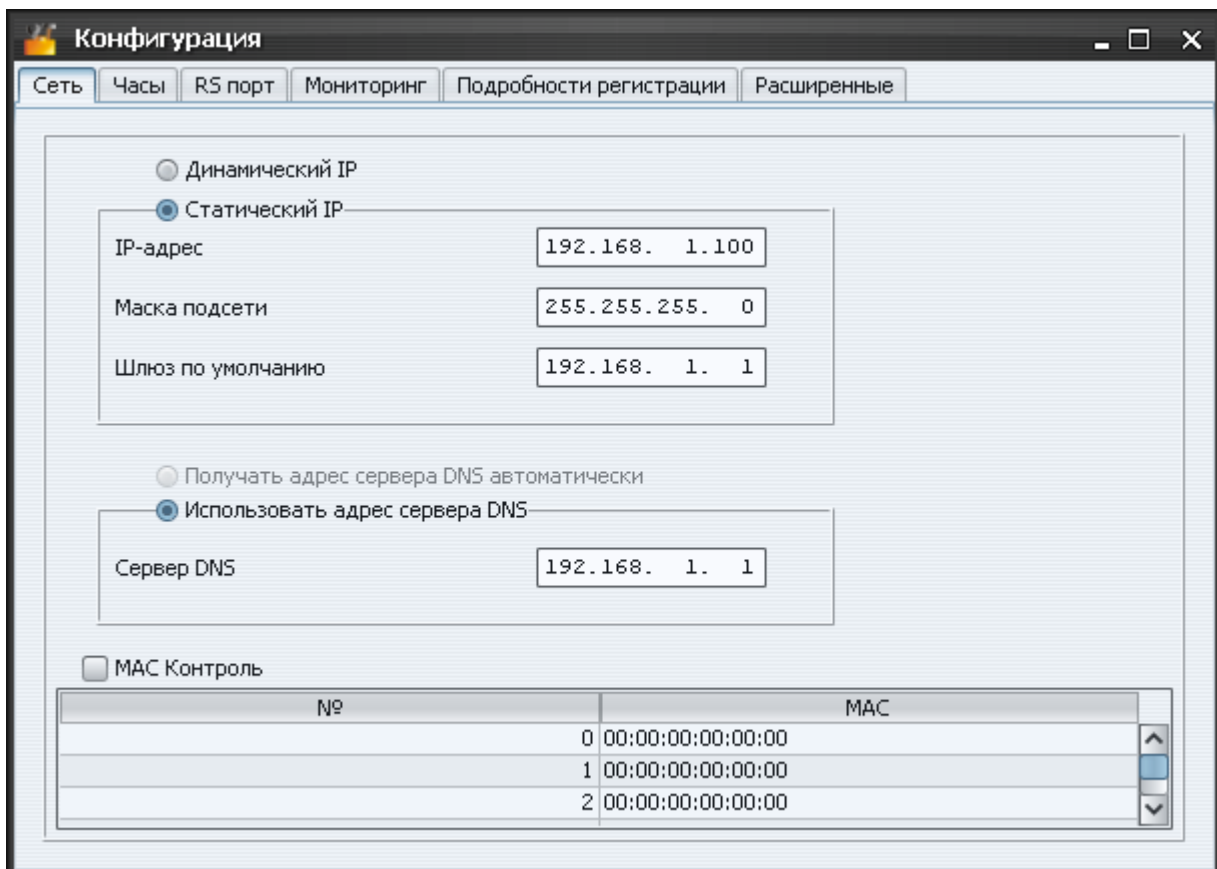 Конфигурация
Сеть Часы RS порт Мониторинг Подробности регистрации Расширенные
Динамический IP
Статический IP
IP-адрес 192.168. 1.100
Маска подсети 255.255.255. 0
Шлюз по умолчанию 192.168. 1. 1
Получать адрес сервера DNS автоматически
Использовать адрес сервера DNS
Сервер DNS 192.168. 1. 1
MAC Контроль
№ MAC
0 00:00:00:00:00:00
1 00:00:00:00:00:00
2 00:00:00:00:00:00